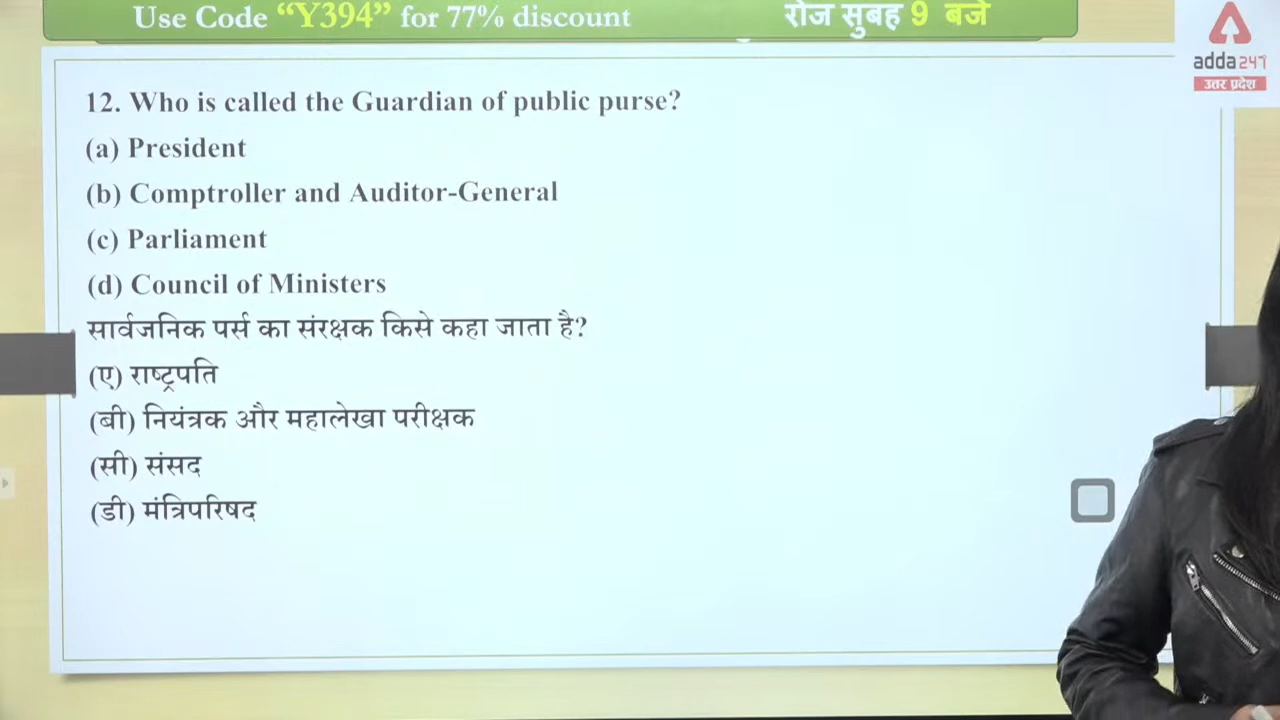 Use Code “Y394” for 77% discount
रोज सुबह 9 बजे
adda247
उत्तर प्रदेश
12. Who is called the Guardian of public purse?
(a) President
(b) Comptroller and Auditor-General
(c) Parliament
(d) Council of Ministers
सार्वजनिक पर्स का संरक्षक किसे कहा जाता है?
(ए) राष्ट्रपति
(बी) नियंत्रक और महालेखा परीक्षक
(सी) संसद
(डी) मंत्रिपरिषद